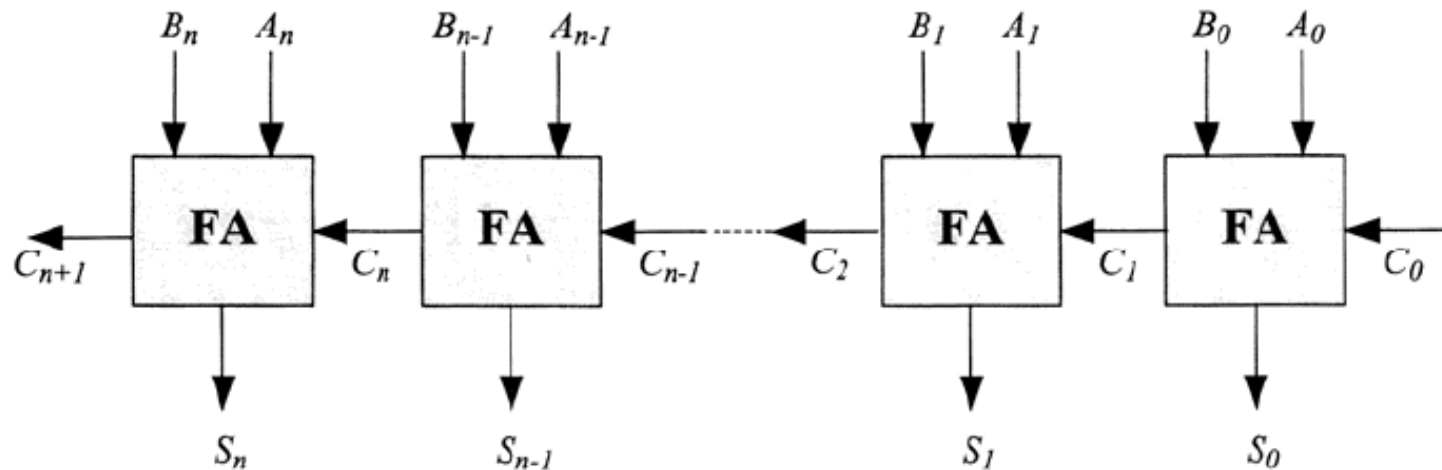 Bn An Bn-1 An-1 B1 A1 B0 A0
FA FA FA FA
Cn+1 Cn Cn-1 C2 C1 C0
Sn Sn-1 S1 S0